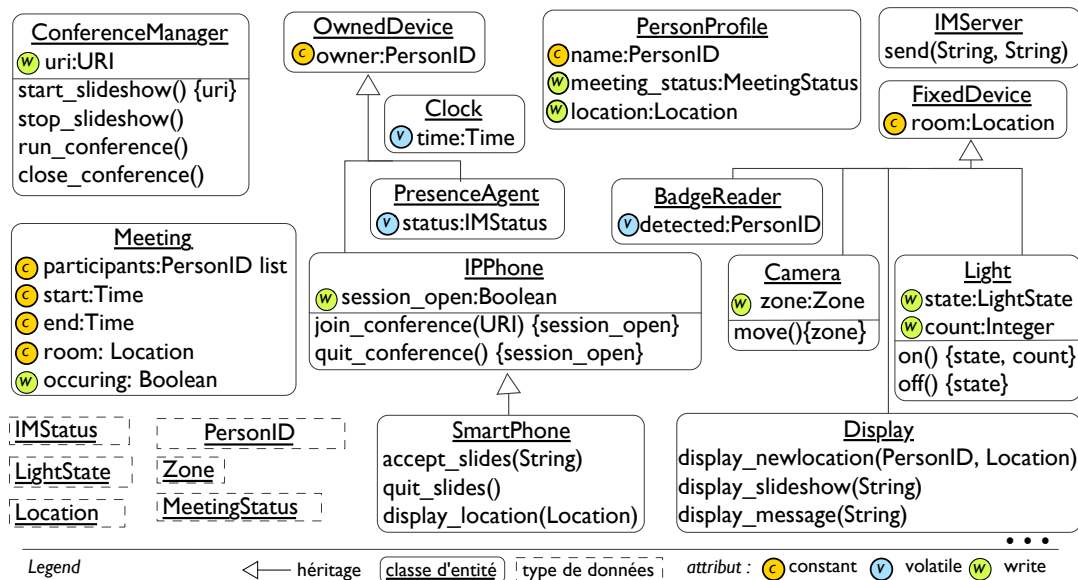 ConferenceManager
W uri:URI
start_slideshow() {uri}
stop_slideshow()
run_conference()
close_conference()
OwnedDevice
C owner:PersonID
PersonProfile
C name:PersonID
W meeting_status:MeetingStatus
W location:Location
IMServer
send(String, String)
Clock
V time:Time
FixedDevice
C room:Location
PresenceAgent
V status:IMStatus
BadgeReader
V detected:PersonID
Meeting
C participants:PersonID list
C start:Time
C end:Time
C room: Location
W occuring: Boolean
IPPhone
W session_open:Boolean
join_conference(URI) {session_open}
quit_conference() {session_open}
Camera
W zone:Zone
move(){zone}
Light
W state:LightState
W count:Integer
on() {state, count}
off() {state}
IMStatus
PersonID
LightState
Zone
Location
MeetingStatus
SmartPhone
accept_slides(String)
quit_slides()
display_location(Location)
Display
display_newlocation(PersonID, Location)
display_slideshow(String)
display_message(String)
• • •
Legend héritage classe d'entité type de données attribut : C constant V volatile W write